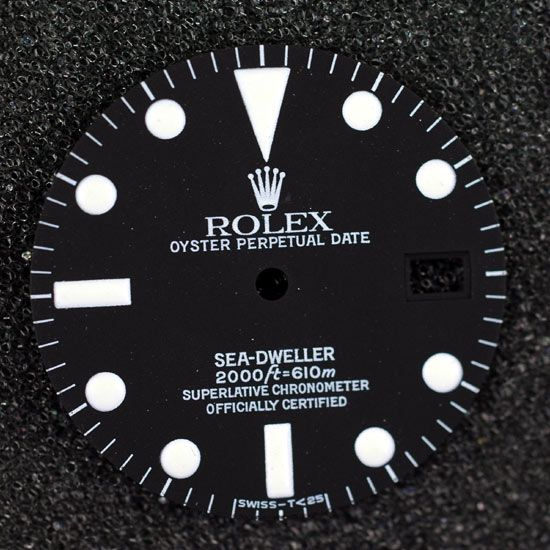 ROLEX
OYSTER PERPETUAL DATE
SEA-DWELLER
2000ft=610m
SUPERLATIVE CHRONOMETER
OFFICIALLY CERTIFIED
SWISS-T<25